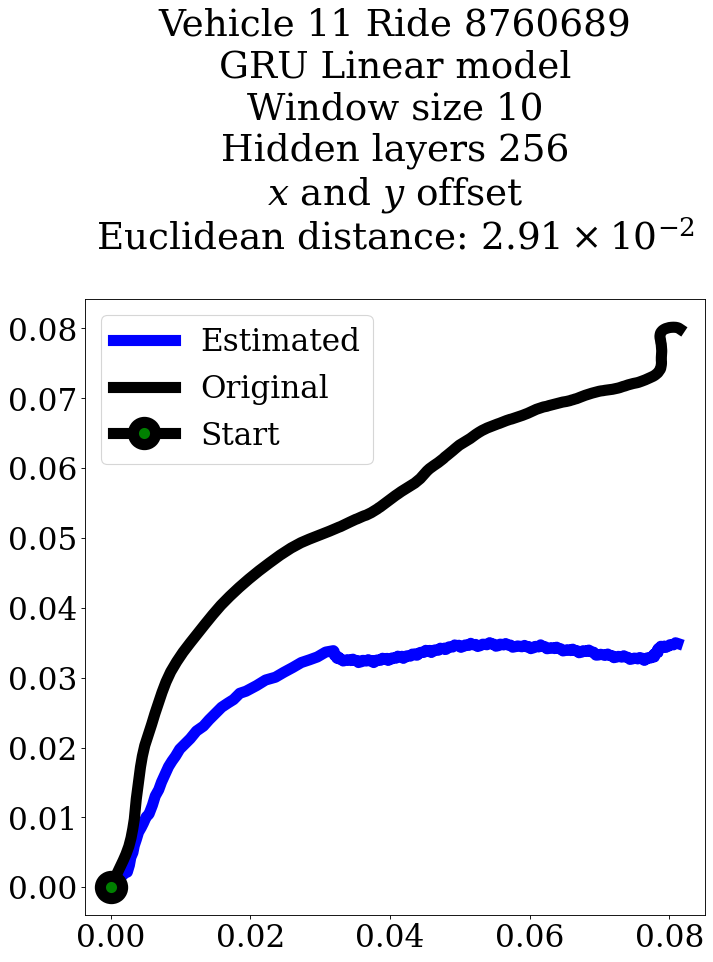 Vehicle 11 Ride 8760689
GRU Linear model
Window size 10
Hidden layers 256
x and y offset
Euclidean distance: 2.91 × 10⁻²
Estimated
Original
Start
0.08
0.07
0.06
0.05
0.04
0.03
0.02
0.01
0.00
0.00 0.02 0.04 0.06 0.08